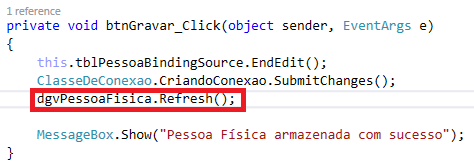 1 reference
private void btnGravar_Click(object sender, EventArgs e)
{
this.tblPessoaBindingSource.EndEdit();
ClasseDeConexao.CriandoConexao.SubmitChanges();
dgvPessoaFisica.Refresh();
MessageBox.Show("Pessoa Física armazenada com sucesso");
}